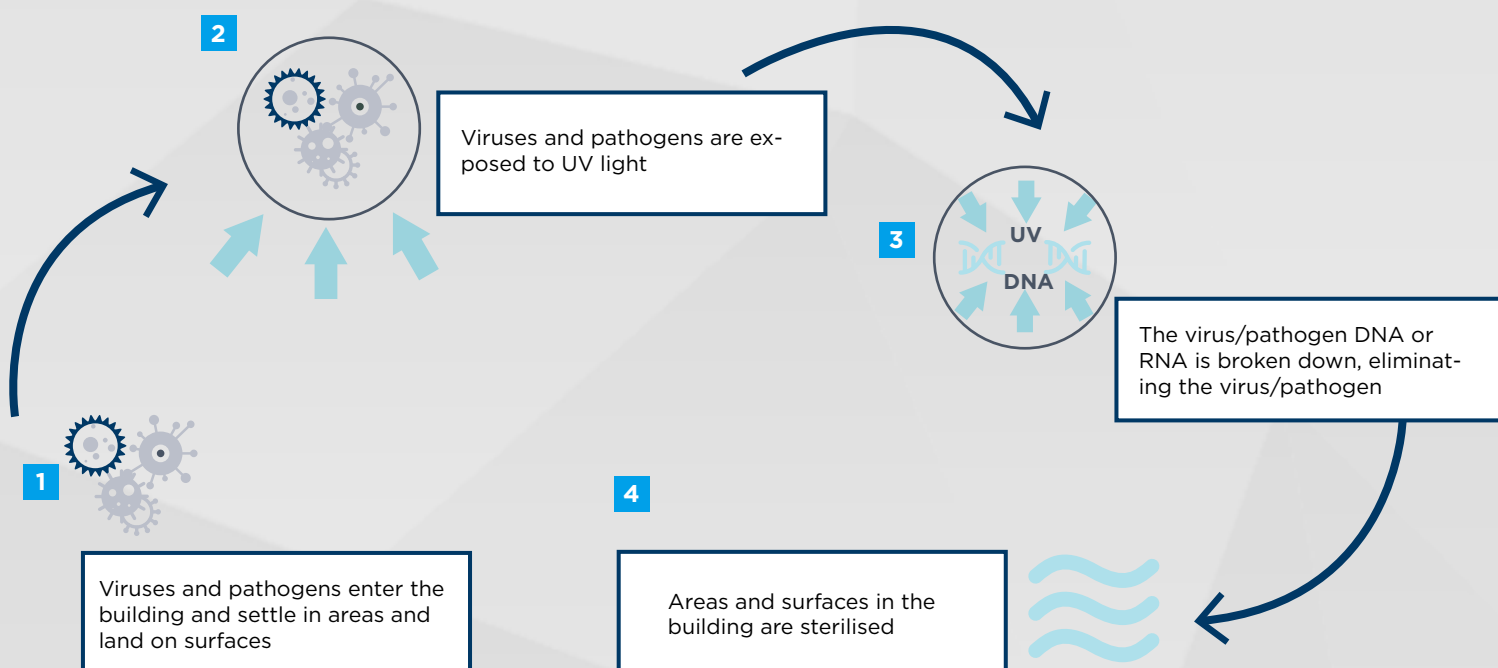 1
Viruses and pathogens enter the
building and settle in areas and
land on surfaces
2
Viruses and pathogens are ex-
posed to UV light
3
UV
DNA
The virus/pathogen DNA or
RNA is broken down, eliminat-
ing the virus/pathogen
4
Areas and surfaces in the
building are sterilised